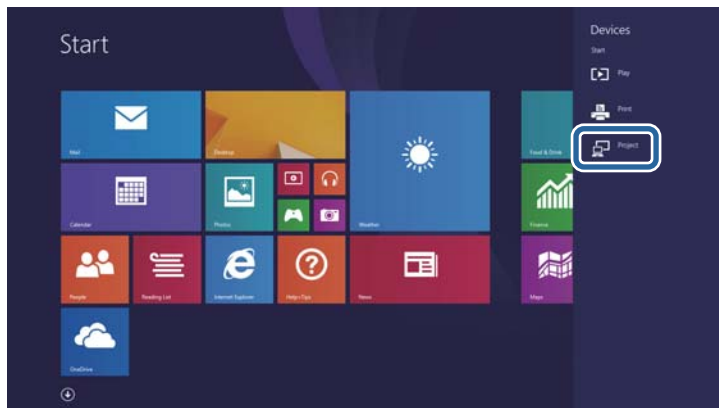 Start
Devices
Start
Play
Print
Project
Mail
Desktop
Food & Drink
Calendar
Photos
Weather
Finance
People
Reading List
Internet Explorer
Help+Tips
News
Maps
OneDrive